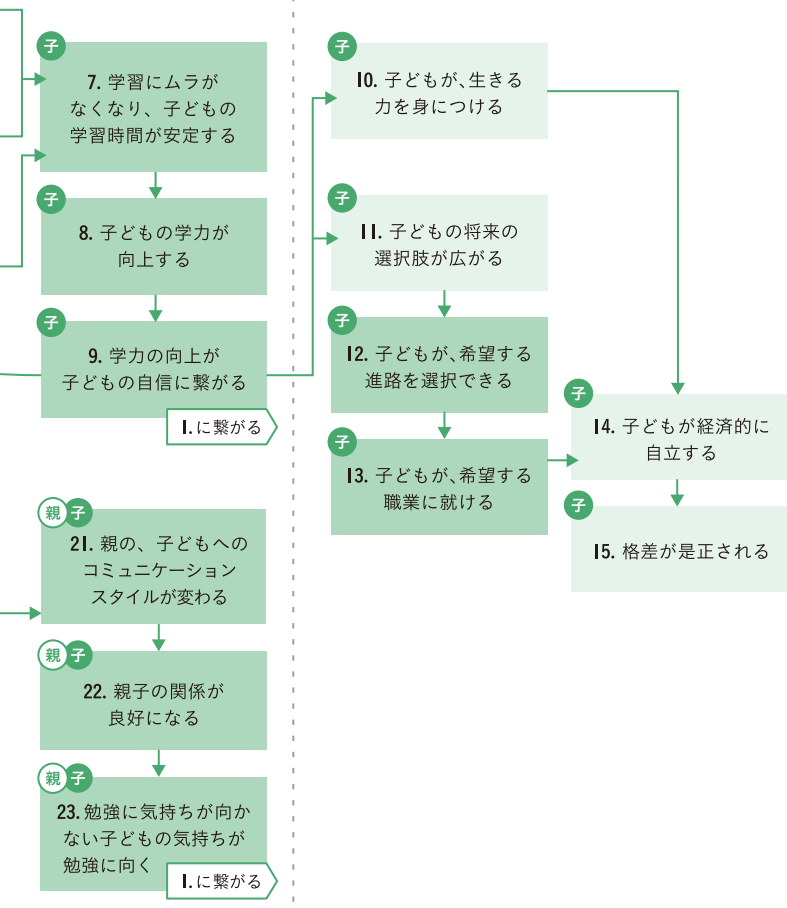 子
7. 学習にムラが
なくなり、子どもの
学習時間が安定する
子
8. 子どもの学力が
向上する
子
9. 学力の向上が
子どもの自信に繋がる
1. に繋がる
親 子
21. 親の、子どもへの
コミュニケーション
スタイルが変わる
親 子
22. 親子の関係が
良好になる
親 子
23. 勉強に気持ちが向か
ない子どもの気持ちが
勉強に向く
1. に繋がる
子
10. 子どもが、生きる
力を身につける
子
11. 子どもの将来の
選択肢が広がる
子
12. 子どもが、希望する
進路を選択できる
子
13. 子どもが、希望する
職業に就ける
子
14. 子どもが経済的に
自立する
子
15. 格差が是正される